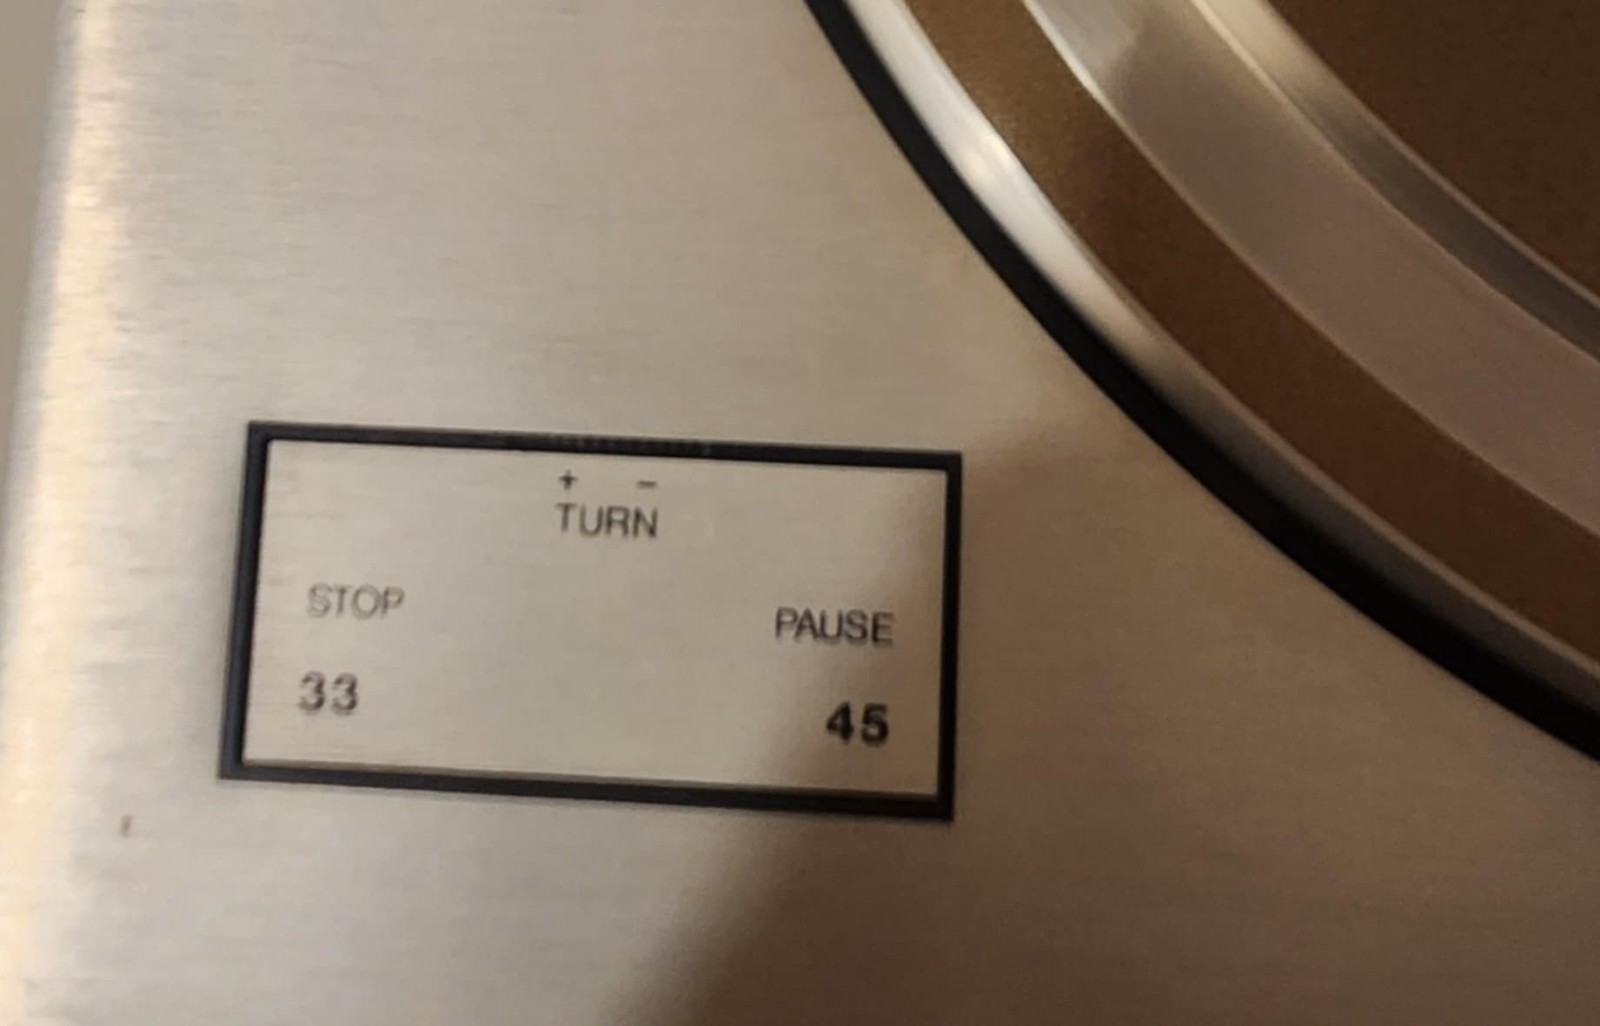 + −
TURN
STOP PAUSE
33 45